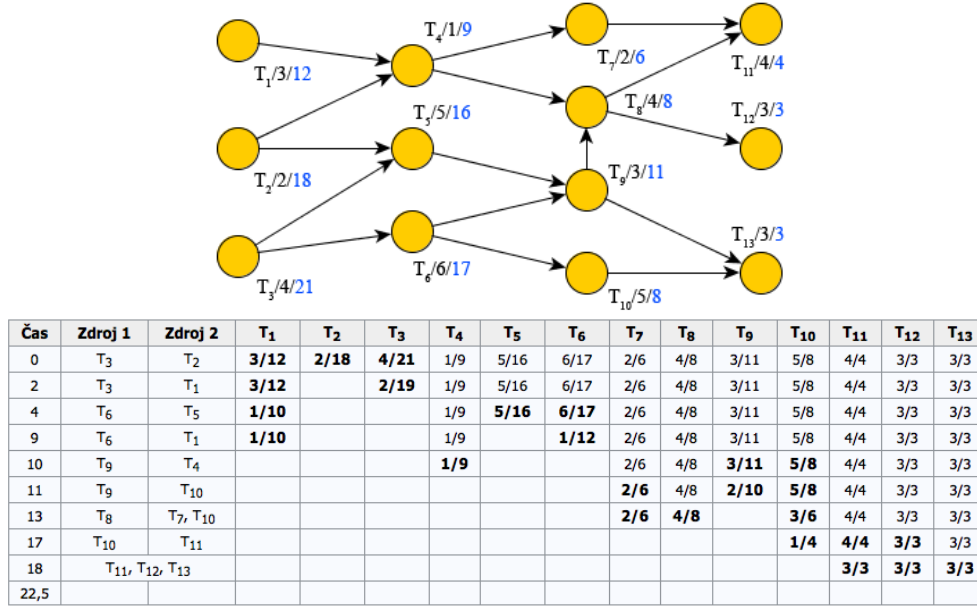 T4/1/9
T7/2/6
T11/4/4
T1/3/12
T5/5/16
T8/4/8
T12/3/3
T2/2/18
T9/3/11
T13/3/3
T3/4/21
T6/6/17
T10/5/8
Čas Zdroj 1 Zdroj 2 T1 T2 T3 T4 T5 T6 T7 T8 T9 T10 T11 T12 T13
0 T3 T2 3/12 2/18 4/21 1/9 5/16 6/17 2/6 4/8 3/11 5/8 4/4 3/3 3/3
2 T3 T1 3/12 2/19 1/9 5/16 6/17 2/6 4/8 3/11 5/8 4/4 3/3 3/3
4 T6 T5 1/10 1/9 5/16 6/17 2/6 4/8 3/11 5/8 4/4 3/3 3/3
9 T6 T1 1/10 1/9 1/12 2/6 4/8 3/11 5/8 4/4 3/3 3/3
10 T9 T4 1/9 2/6 4/8 3/11 5/8 4/4 3/3 3/3
11 T9 T10 2/6 4/8 2/10 5/8 4/4 3/3 3/3
13 T8 T7, T10 2/6 4/8 3/6 4/4 3/3 3/3
17 T10 T11 1/4 4/4 3/3 3/3
18 T11, T12, T13 3/3 3/3 3/3
22,5